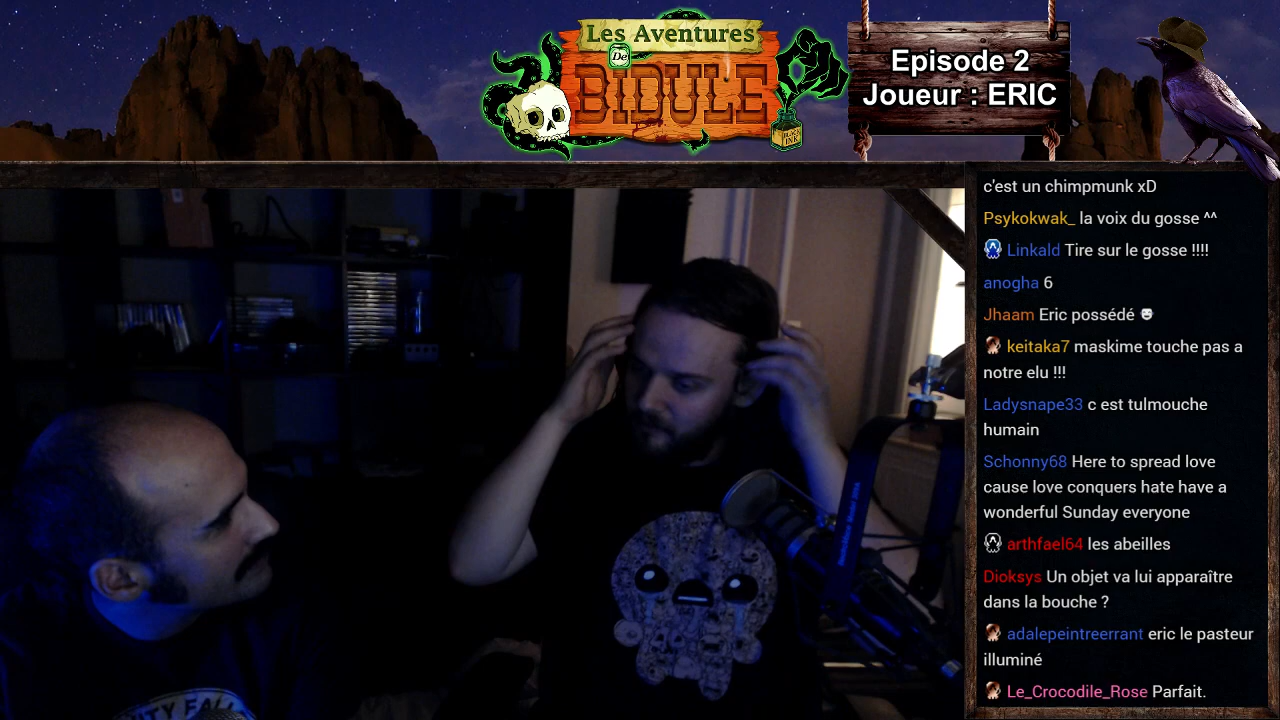 Les Aventures
De
BIDULE
BLACK
INK
Episode 2
Joueur : ERIC
c'est un chimpmunk xD
Psykokwak_ la voix du gosse ^^
Linkald Tire sur le gosse !!!!
anogha 6
Jhaam Eric possédé
keitaka7 maskime touche pas a
notre elu !!!
Ladysnape33 c est tulmouche
humain
Schonny68 Here to spread love
cause love conquers hate have a
wonderful Sunday everyone
arthfael64 les abeilles
Dioksys Un objet va lui apparaître
dans la bouche ?
adalepeintreerrant eric le pasteur
illuminé
Le_Crocodile_Rose Parfait.